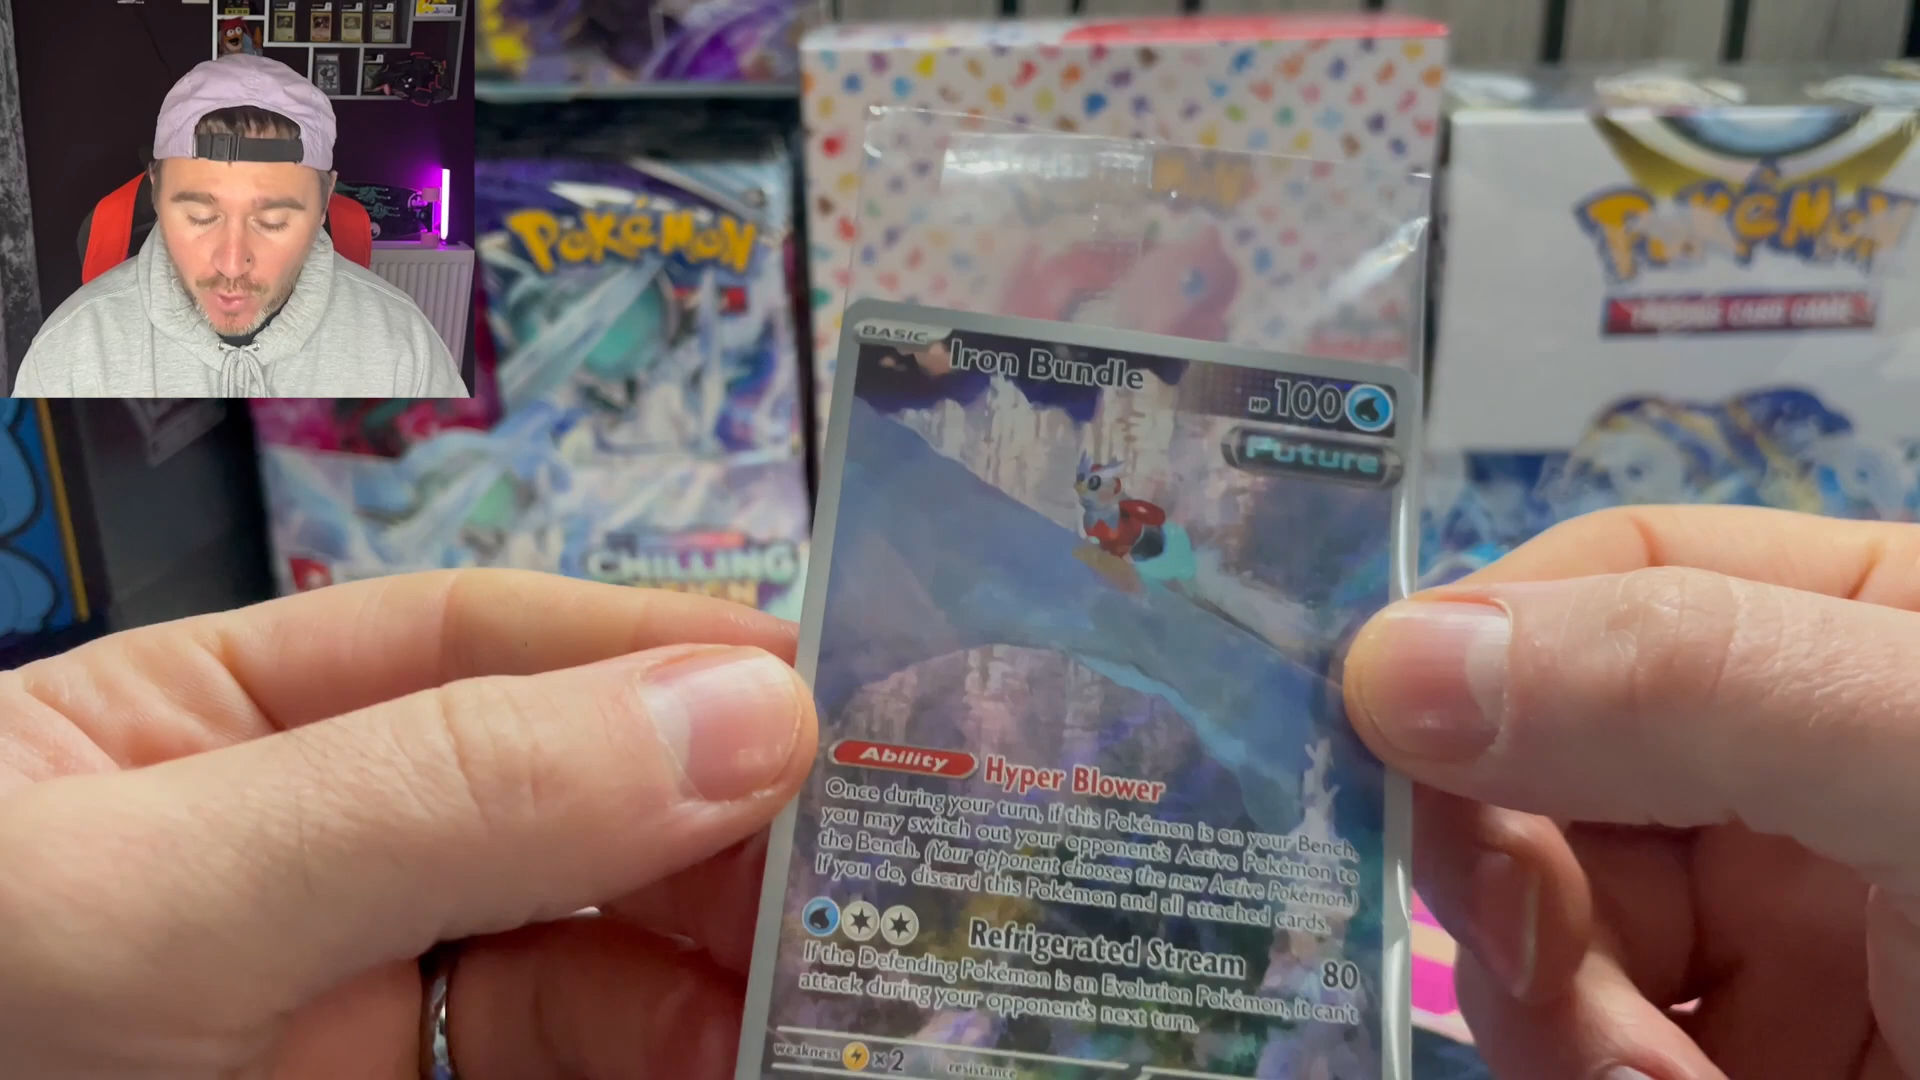 POKéMON
POKéMON
TRADING CARD GAME
BASIC
Iron Bundle
HP 100
Future
CHILLING
Ability Hyper Blower
Once during your turn, if this Pokémon is on your Bench,
you may switch out your opponent's Active Pokémon to
the Bench. (Your opponent chooses the new Active Pokémon.)
If you do, discard this Pokémon and all attached cards.
Refrigerated Stream 80
If the Defending Pokémon is an Evolution Pokémon, it can't
attack during your opponent's next turn.
weakness x2 resistance